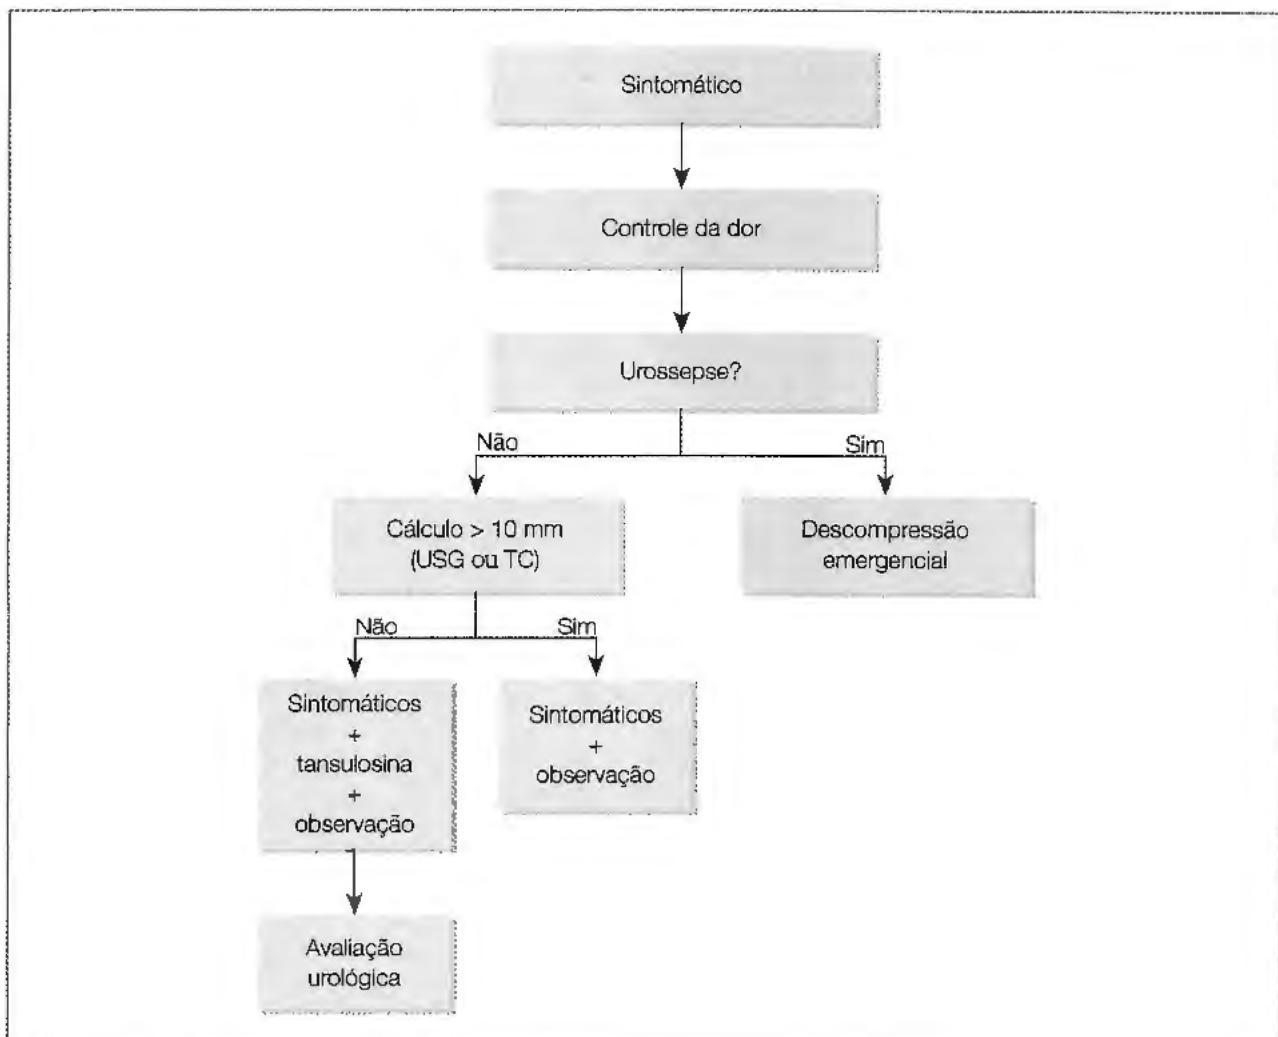 Sintomático
Controle da dor
Urossepse?
Não
Sim
Cálculo > 10 mm
(USG ou TC)
Descompressão
emergencial
Não
Sim
Sintomáticos
+
tansulosina
+
observação
Sintomáticos
+
observação
Avaliação
urológica